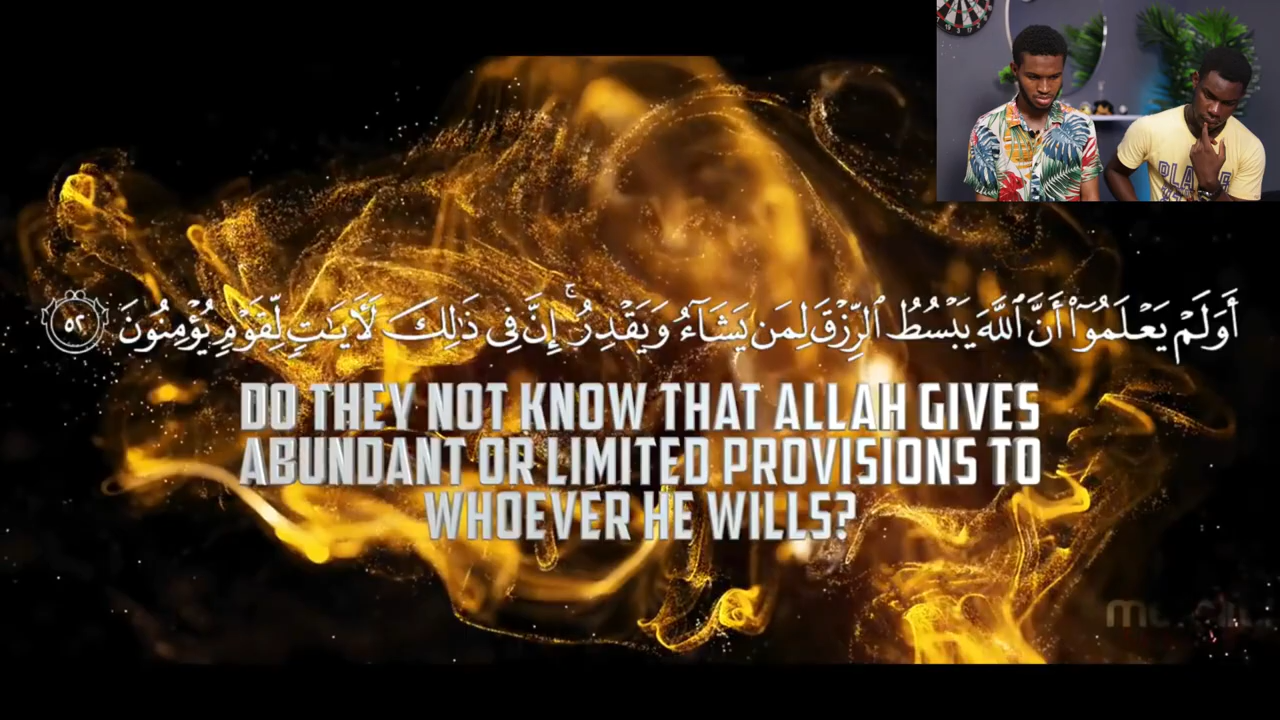 أَوَلَمْ يَعْلَمُوٓا۟ أَنَّ ٱللَّهَ يَبْسُطُ ٱلرِّزْقَ لِمَن يَشَآءُ وَيَقْدِرُ ۚ إِنَّ فِى ذَٰلِكَ لَـَٔايَـٰتٍ لِّقَوْمٍ يُؤْمِنُونَ ٥٢
DO THEY NOT KNOW THAT ALLAH GIVES
ABUNDANT OR LIMITED PROVISIONS TO
WHOEVER HE WILLS?